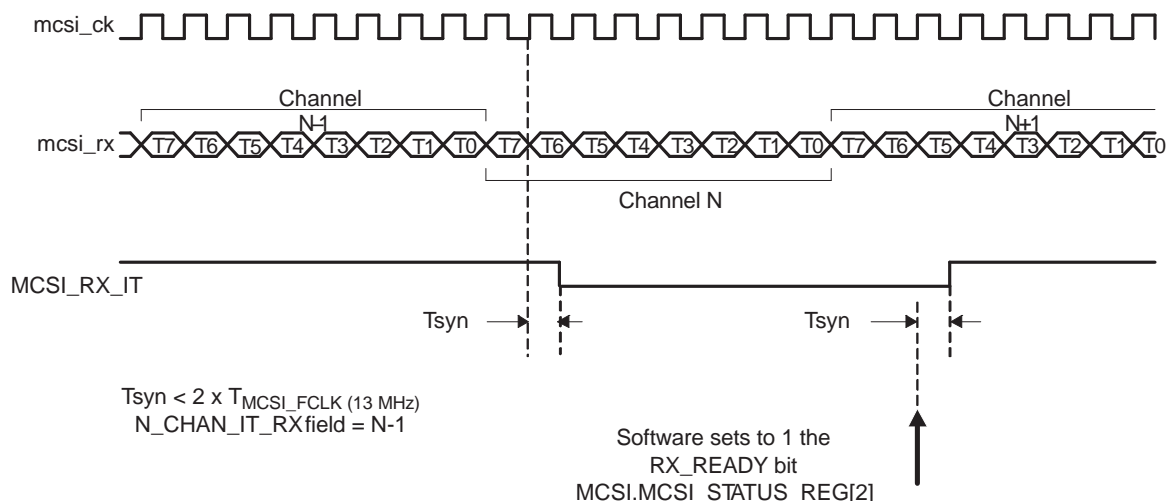 mcsi_ck
Channel
Channel
N-1
N+1
mcsi_rx
T7 T6 T5 T4 T3 T2 T1 T0 T7 T6 T5 T4 T3 T2 T1 T0 T7 T6 T5 T4 T3 T2 T1 T0
Channel N
MCSI_RX_IT
Tsyn
Tsyn
Tsyn < 2 x TMCSI_FCLK (13 MHz)
N_CHAN_IT_RX field = N-1
Software sets to 1 the
RX_READY bit
MCSI.MCSI_STATUS_REG[2]